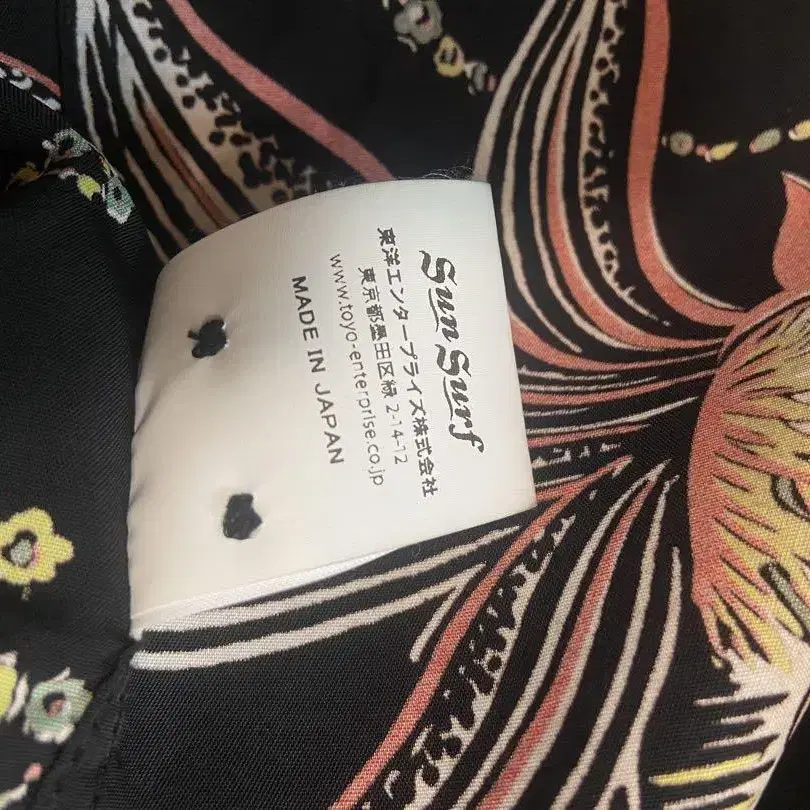 Sun Surf
東洋エンタープライズ株式会社
東京都墨田区緑 2-14-12
www.toyo-enterprise.co.jp
MADE IN JAPAN